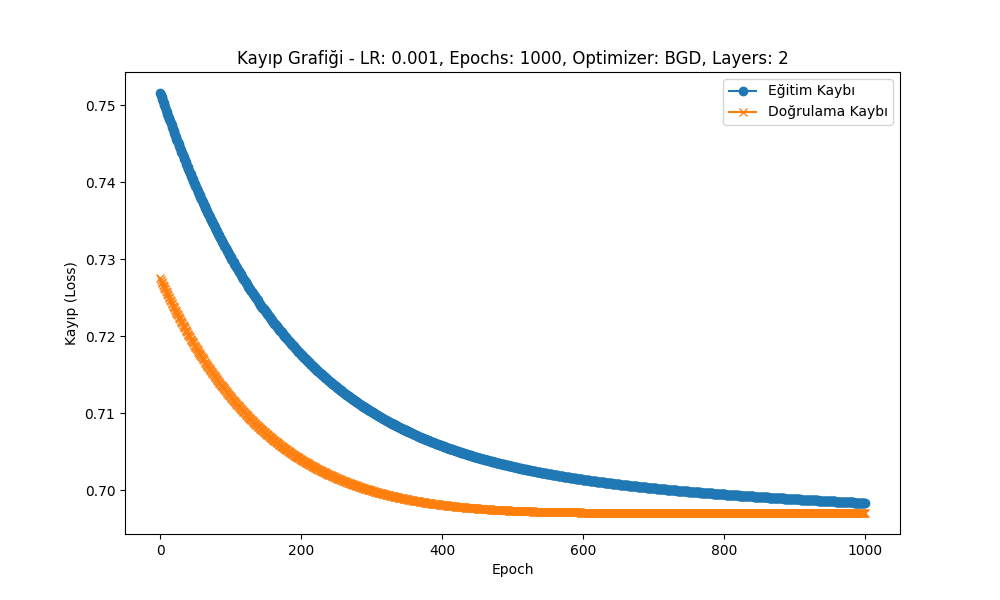 Kayıp Grafiği - LR: 0.001, Epochs: 1000, Optimizer: BGD, Layers: 2
Eğitim Kaybı
Doğrulama Kaybı
Kayıp (Loss)
0.75
0.74
0.73
0.72
0.71
0.70
0 200 400 600 800 1000
Epoch